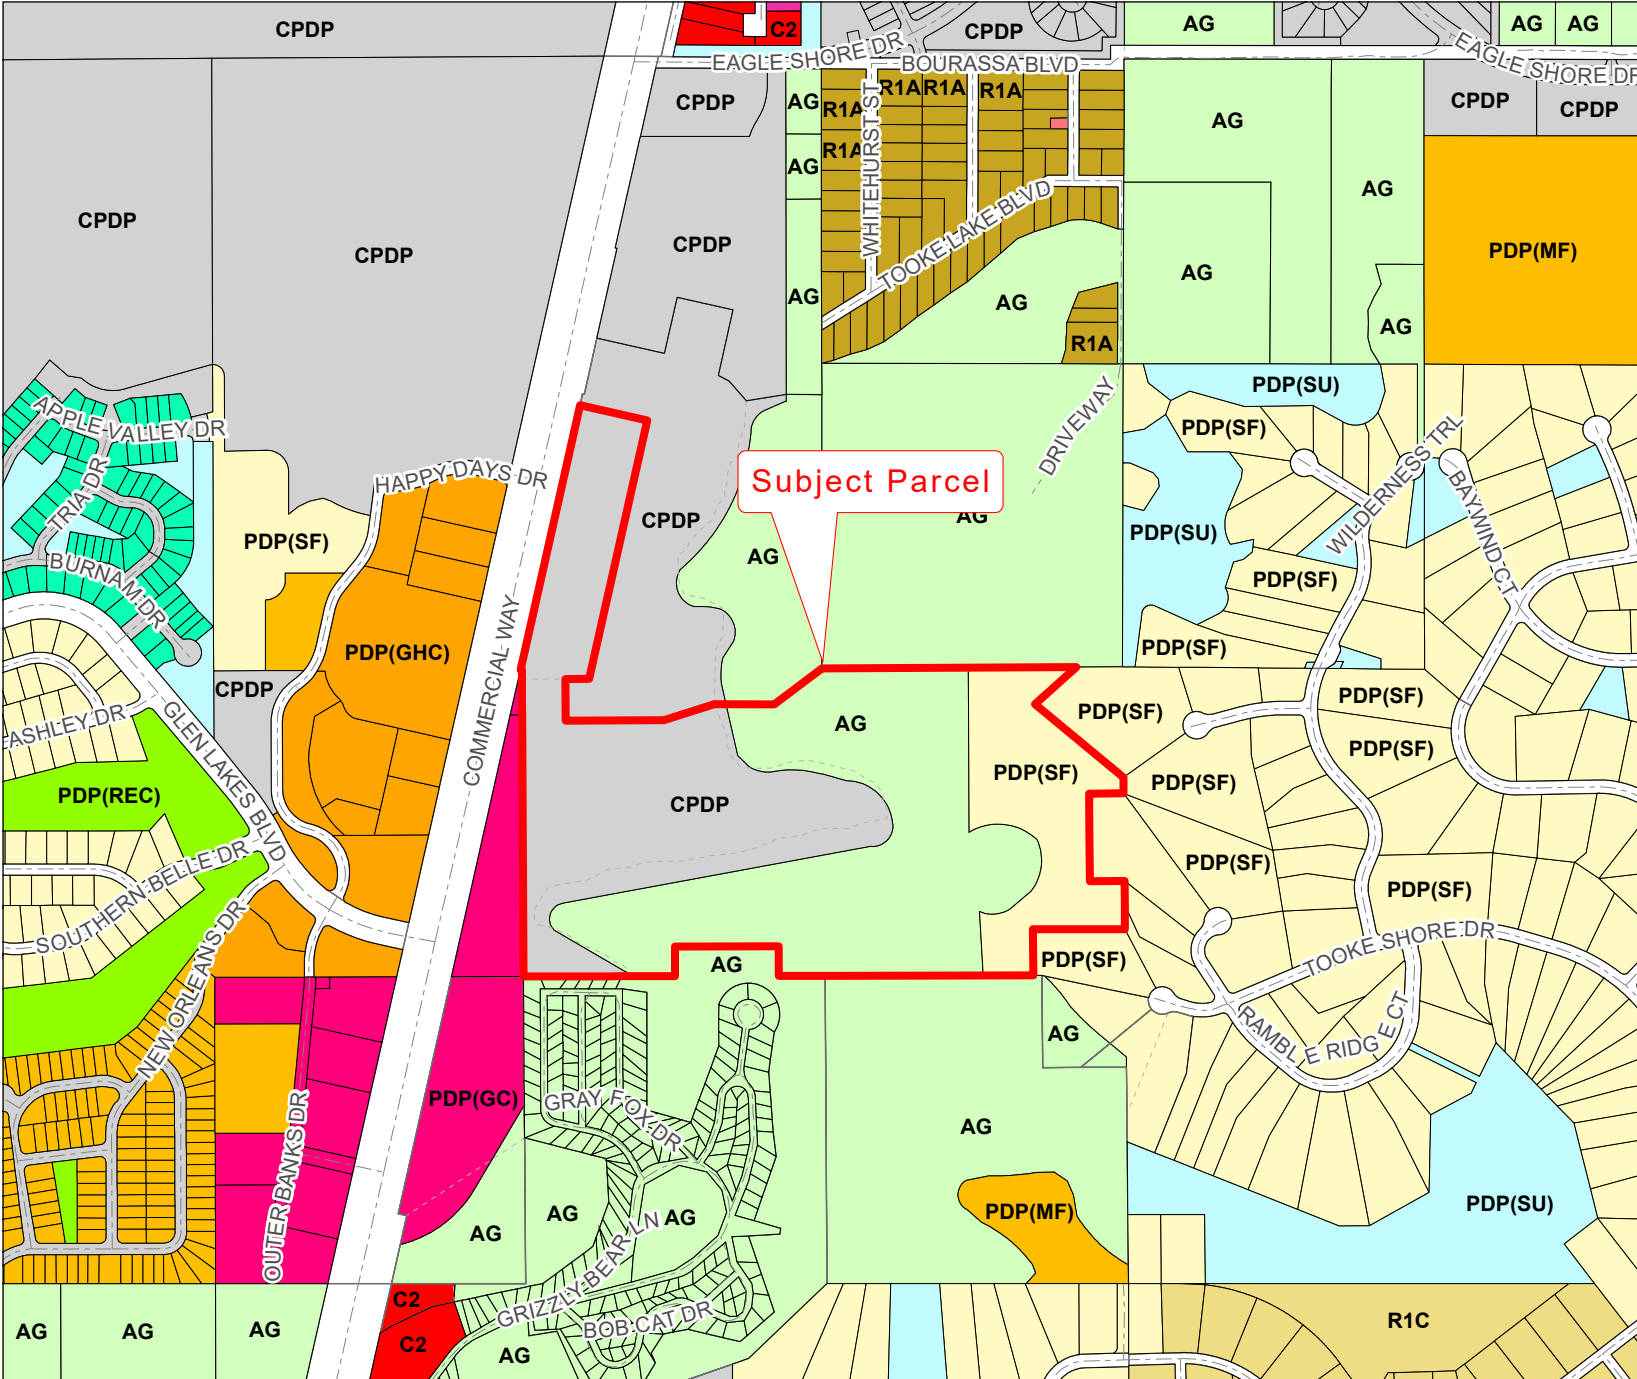 CPDP
C2
CPDP
AG
AG
AG
EAGLE SHORE DR
BOURASSA BLVD
EAGLE SHORE DR
CPDP
AG
R1A
R1A
R1A
R1A
AG
CPDP
CPDP
R1A
AG
AG
WHITEHURST ST
TOOKE LAKE BLVD
CPDP
CPDP
CPDP
AG
AG
AG
AG
AG
R1A
PDP(MF)
PDP(SU)
APPLE VALLEY DR
TRIA DR
BURNAM DR
HAPPY DAYS DR
DRIVEWAY
PDP(SF)
WILDERNESS TRL
BAYWIND CT
Subject Parcel
CPDP
AG
AG
PDP(SF)
PDP(SU)
PDP(SF)
PDP(SF)
PDP(GHC)
COMMERCIAL WAY
CPDP
ASHLEY DR
GLEN LAKES BLVD
AG
PDP(SF)
PDP(SF)
PDP(SF)
PDP(SF)
PDP(SF)
PDP(REC)
CPDP
SOUTHERN BELLE DR
PDP(SF)
PDP(SF)
NEW ORLEANS DR
TOOKE SHORE DR
AG
PDP(SF)
RAMBLE RIDGE CT
AG
OUTER BANKS DR
PDP(GC)
GRAY FOX DR
AG
AG
AG
AG
PDP(MF)
PDP(SU)
GRIZZLY BEAR LN
BOB CAT DR
C2
C2
AG
AG
AG
AG
R1C